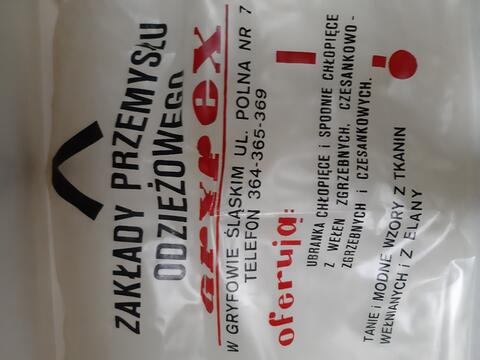 ZAKŁADY PRZEMYSŁU
ODZIEŻOWEGO
GRYFEX
W GRYFOWIE ŚLĄSKIM UL. POLNA NR 7
TELEFON 364-365-369
oferują:
UBRANKA CHŁOPIĘCE i SPODNIE CHŁOPIĘCE
Z WEŁEN ZGRZEBNYCH, CZESANKOWO-
ZGRZEBNYCH i CZESANKOWYCH.
TANIE i MODNE WZORY Z TKANIN
WEŁNIANYCH i Z ELANY
!